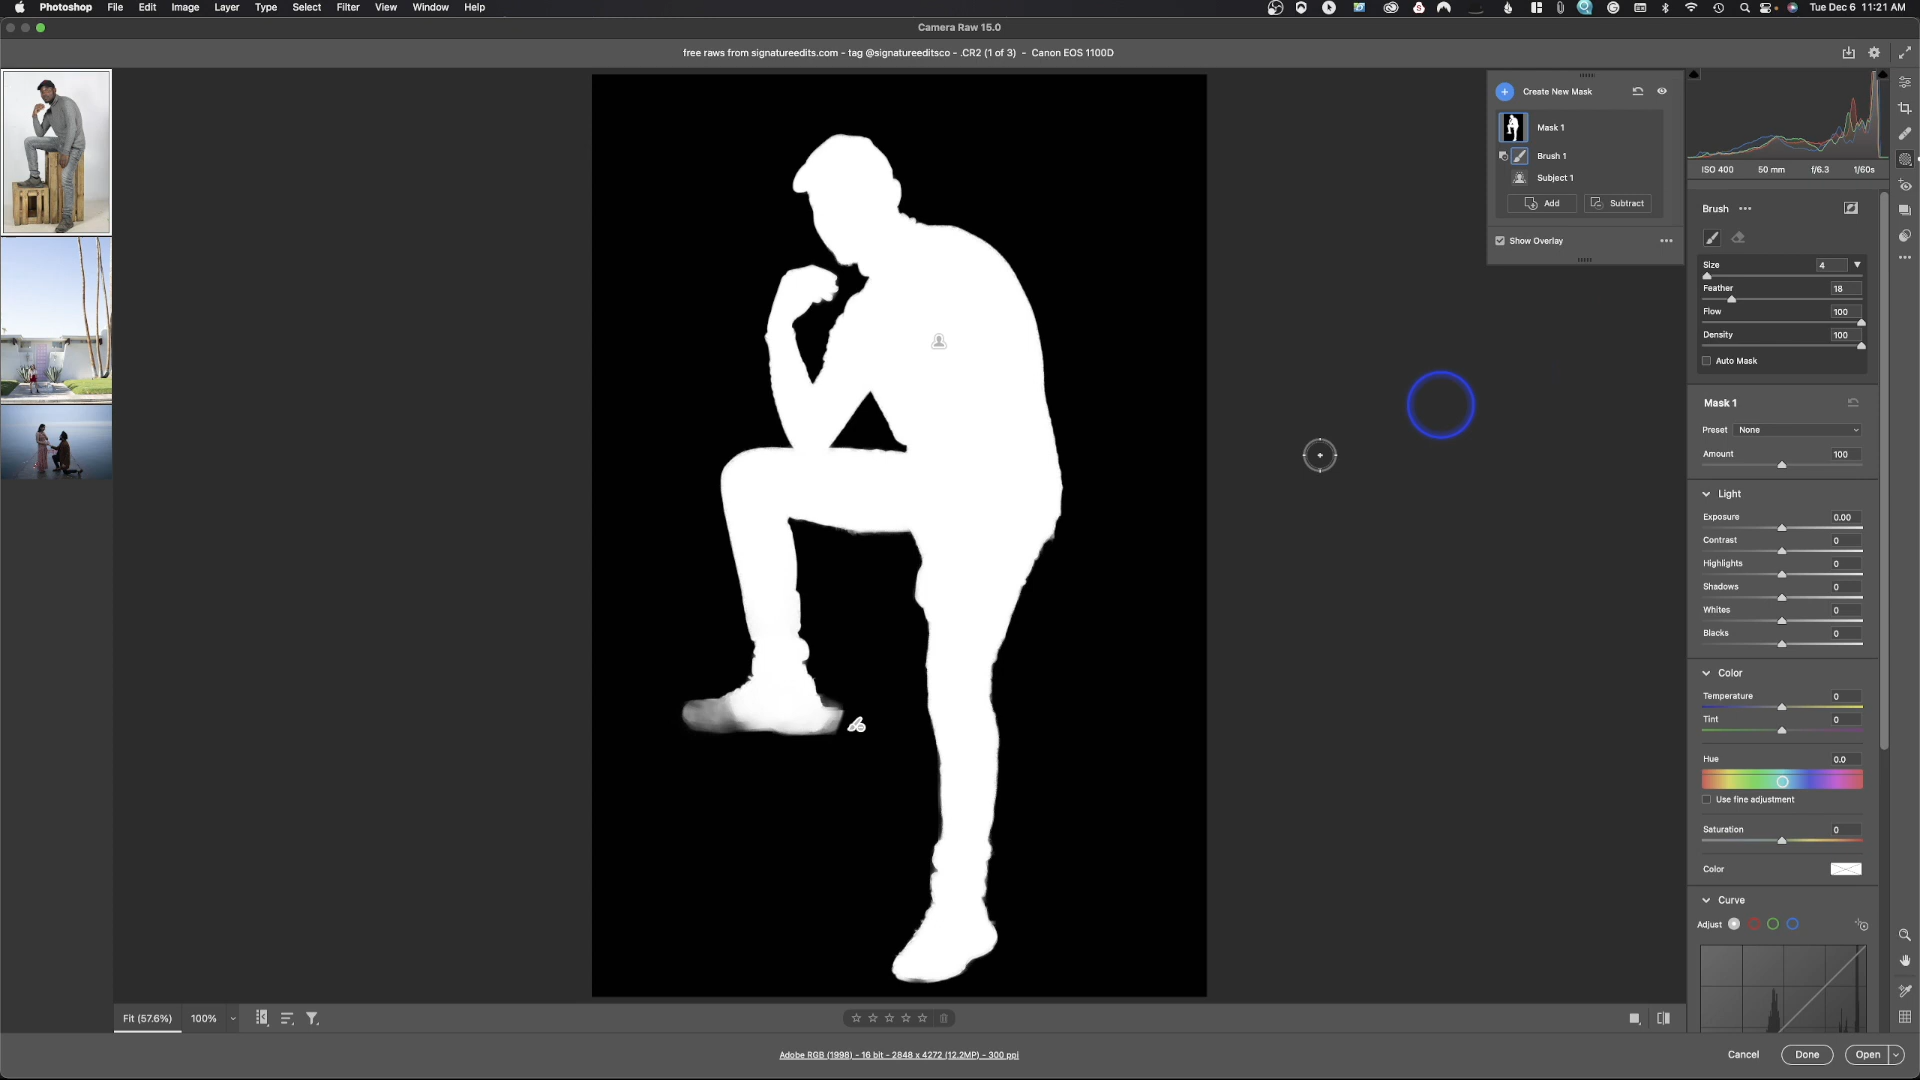 Photoshop File Edit Image Layer Type Select Filter View Window Help
Tue Dec 6 11:21 AM
Camera Raw 15.0
free raws from signatureedits.com - tag @signatureeditsco - .CR2 (1 of 3) - Canon EOS 1100D
Create New Mask
Mask 1
Brush 1
Subject 1
Add Subtract
Show Overlay
ISO 400 50 mm f/6.3 1/60s
Brush
Size 4
Feather 18
Flow 100
Density 100
Auto Mask
Mask 1
Preset None
Amount 100
Light
Exposure 0.00
Contrast 0
Highlights 0
Shadows 0
Whites 0
Blacks 0
Color
Temperature 0
Tint 0
Hue 0.0
Use fine adjustment
Saturation 0
Color
Curve
Adjust
Fit (57.6%) 100%
Adobe RGB (1998) - 16 bit - 2848 x 4272 (12.2MP) - 300 ppi
Cancel Done Open